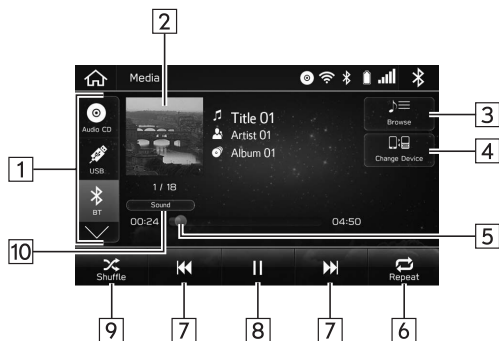 2
Media
Title 01
Artist 01
Album 01
Browse
3
Change Device
4
1
Audio CD
USB
BT
1 / 18
Sound
00:24
04:50
5
10
Shuffle
Repeat
9
7
8
7
6